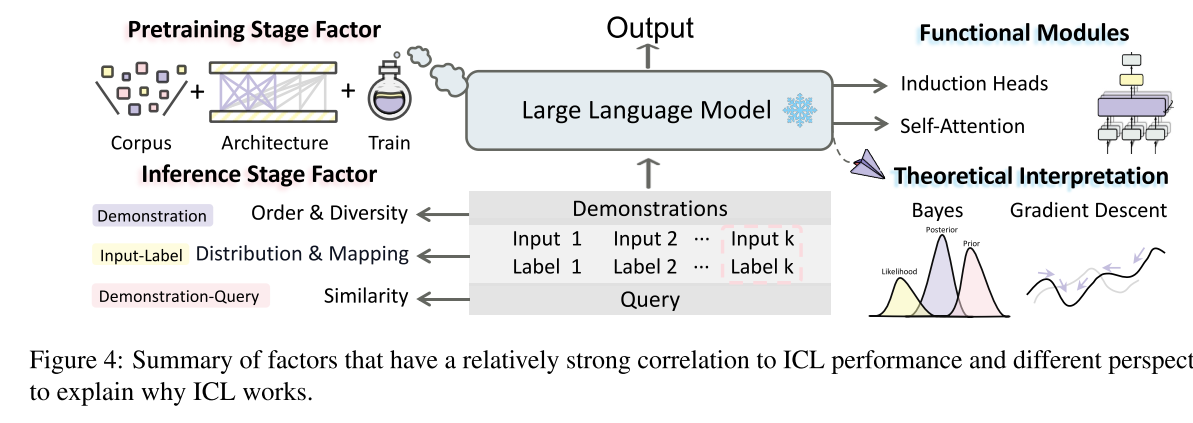 Pretraining Stage Factor
Corpus + Architecture + Train
Inference Stage Factor
Demonstration Order & Diversity
Input-Label Distribution & Mapping
Demonstration-Query Similarity
Output
Large Language Model
Demonstrations
Input 1 Input 2 ··· Input k
Label 1 Label 2 ··· Label k
Query
Functional Modules
Induction Heads
Self-Attention
Theoretical Interpretation
Bayes Gradient Descent
Posterior
Prior
Likelihood
Figure 4: Summary of factors that have a relatively strong correlation to ICL performance and different perspect
to explain why ICL works.